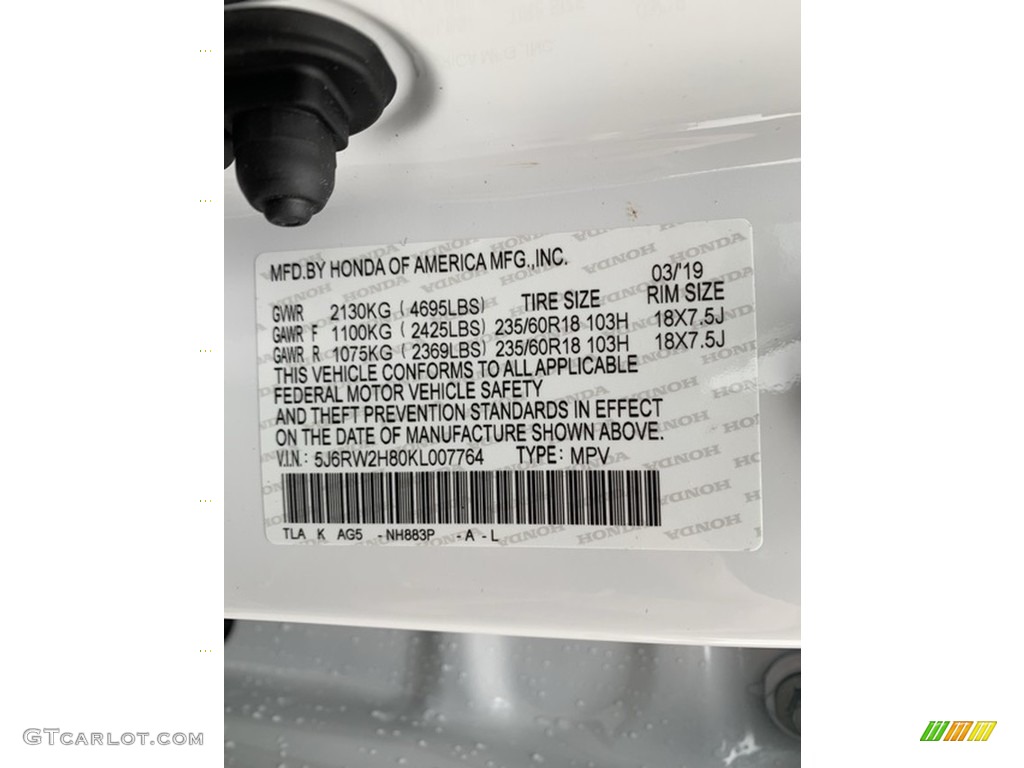 MFD.BY HONDA OF AMERICA MFG.,INC.
03/'19
GVWR 2130KG ( 4695LBS) TIRE SIZE RIM SIZE
GAWR F 1100KG ( 2425LBS) 235/60R18 103H 18X7.5J
GAWR R 1075KG ( 2369LBS) 235/60R18 103H 18X7.5J
THIS VEHICLE CONFORMS TO ALL APPLICABLE
FEDERAL MOTOR VEHICLE SAFETY
AND THEFT PREVENTION STANDARDS IN EFFECT
ON THE DATE OF MANUFACTURE SHOWN ABOVE.
V.I.N.: 5J6RW2H80KL007764 TYPE: MPV
TLA K AG5 -NH883P -A -L
GTCARLOT.COM